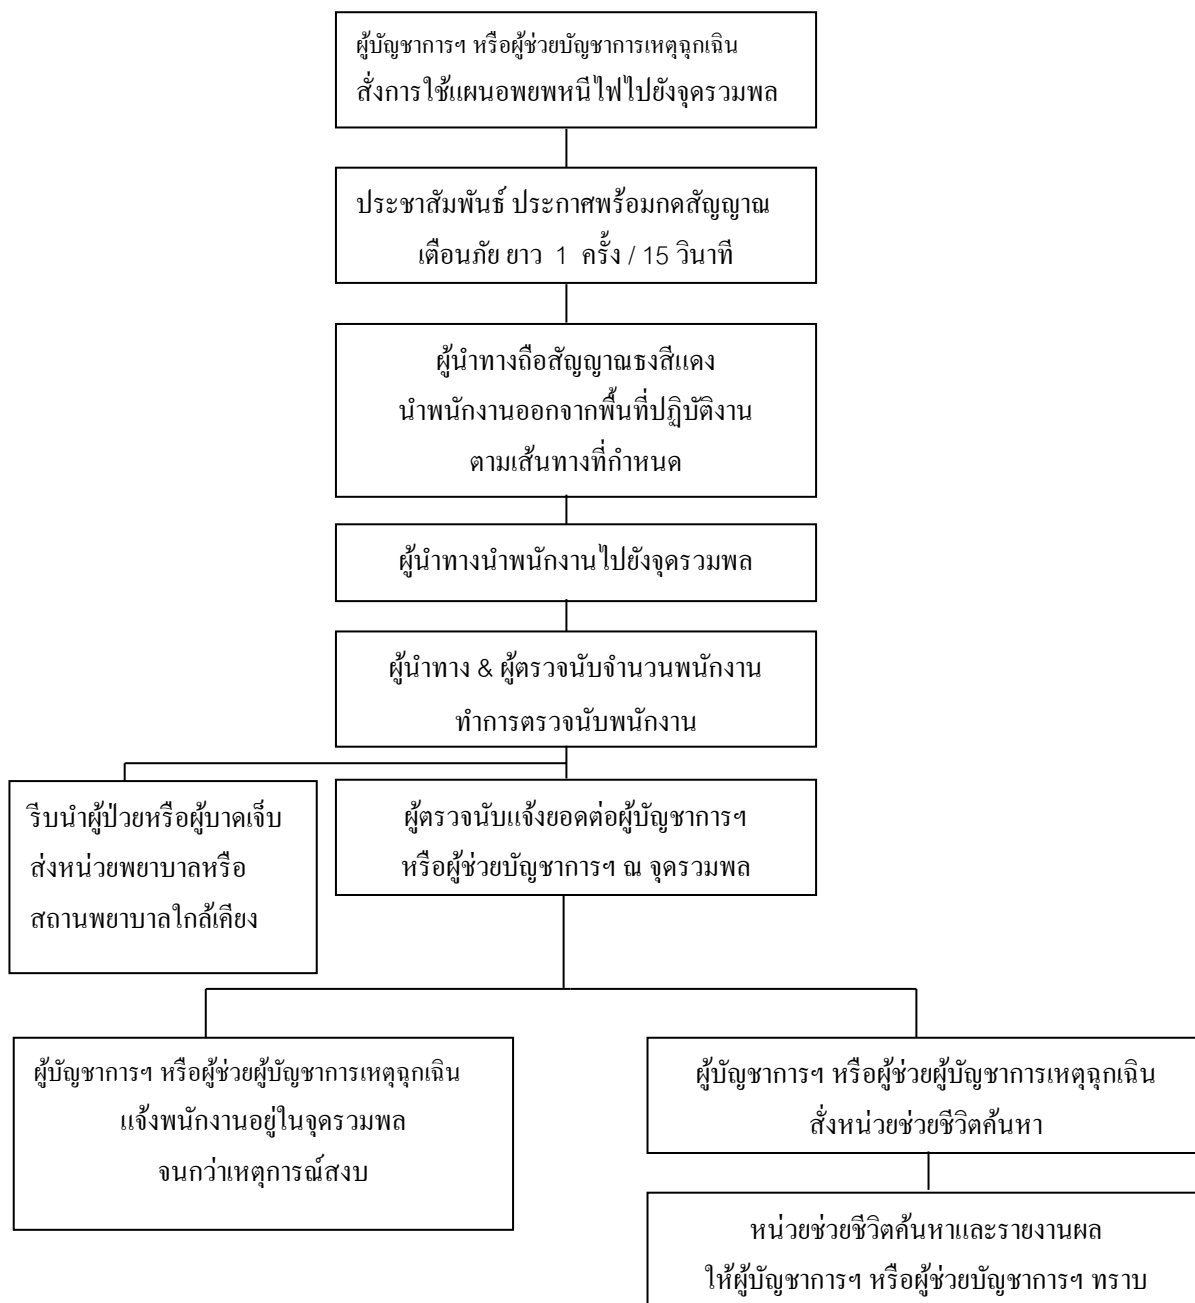 ผู้บัญชาการฯ หรือผู้ช่วยบัญชาการเหตุฉุกเฉิน
สั่งการใช้แผนอพยพหนีไฟไปยังจุดรวมพล
ประชาสัมพันธ์ ประกาศพร้อมกดสัญญาณ
เตือนภัย ยาว 1 ครั้ง / 15 วินาที
ผู้นำทางถือสัญญาณธงสีแดง
นำพนักงานออกจากพื้นที่ปฏิบัติงาน
ตามเส้นทางที่กำหนด
ผู้นำทางนำพนักงานไปยังจุดรวมพล
ผู้นำทาง & ผู้ตรวจนับจำนวนพนักงาน
ทำการตรวจนับพนักงาน
รีบนำผู้ป่วยหรือผู้บาดเจ็บ
ส่งหน่วยพยาบาลหรือ
สถานพยาบาลใกล้เคียง
ผู้ตรวจนับแจ้งยอดต่อผู้บัญชาการฯ
หรือผู้ช่วยบัญชาการฯ ณ จุดรวมพล
ผู้บัญชาการฯ หรือผู้ช่วยผู้บัญชาการเหตุฉุกเฉิน
แจ้งพนักงานอยู่ในจุดรวมพล
จนกว่าเหตุการณ์สงบ
ผู้บัญชาการฯ หรือผู้ช่วยผู้บัญชาการเหตุฉุกเฉิน
สั่งหน่วยช่วยชีวิตค้นหา
หน่วยช่วยชีวิตค้นหาและรายงานผล
ให้ผู้บัญชาการฯ หรือผู้ช่วยบัญชาการฯ ทราบ